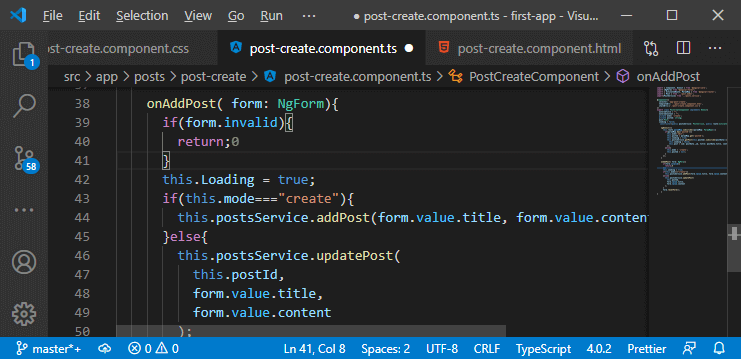 File Edit Selection View Go Run ··· ● post-create.component.ts - first-app - Visu...
post-create.component.css post-create.component.ts ● post-create.component.html ···
src > app > posts > post-create > post-create.component.ts > PostCreateComponent > onAddPost
1
58
38 onAddPost( form: NgForm){
39 if(form.invalid){
40 return;0
41 }
42 this.Loading = true;
43 if(this.mode==="create"){
44 this.postsService.addPost(form.value.title, form.value.content
45 }else{
46 this.postsService.updatePost(
47 this.postId,
48 form.value.title,
49 form.value.content
50 );
master*+ 0 0 Ln 41, Col 8 Spaces: 2 UTF-8 CRLF TypeScript 4.0.2 Prettier